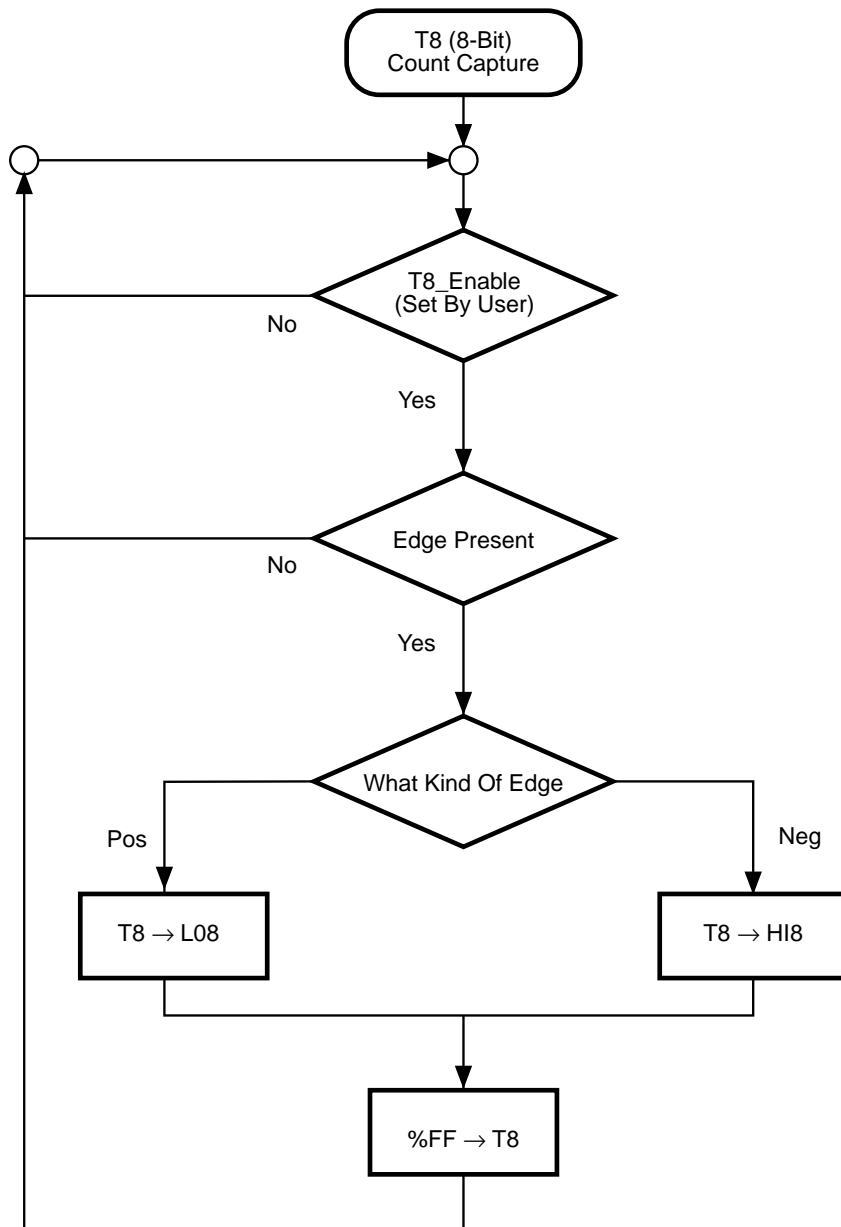 T8 (8-Bit)
Count Capture
T8_Enable
(Set By User)
No
Yes
Edge Present
No
Yes
What Kind Of Edge
Pos
Neg
T8 → L08
T8 → HI8
%FF → T8